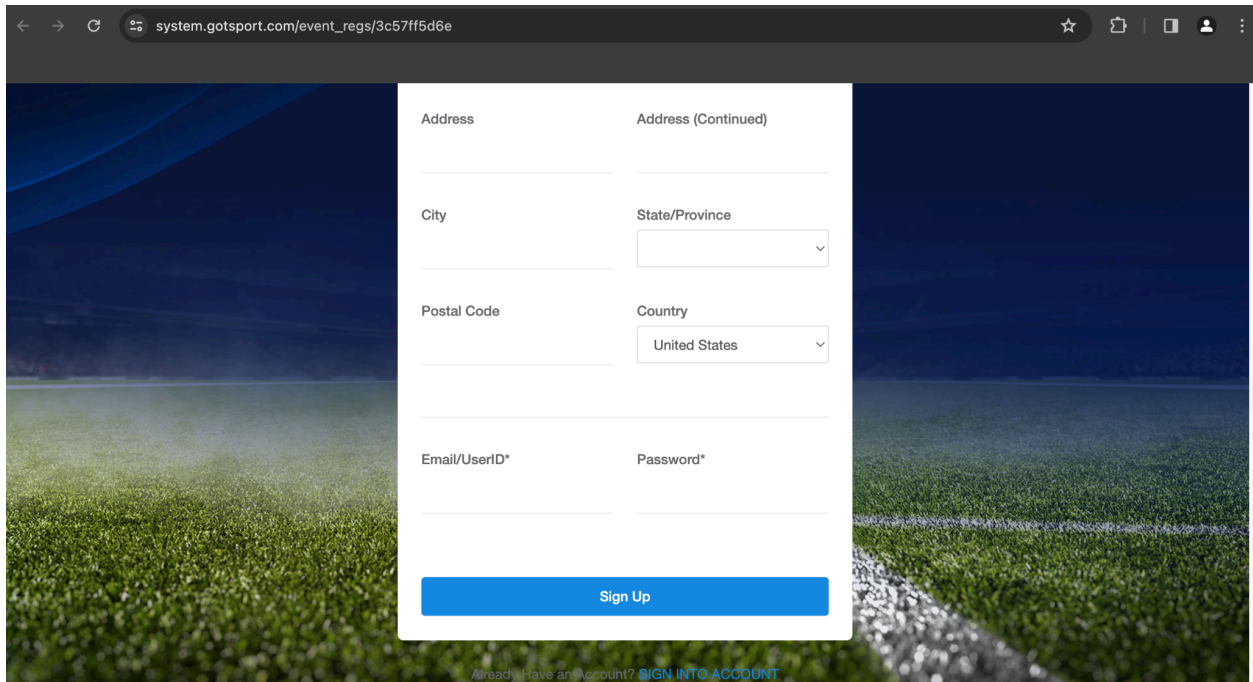 system.gotsport.com/event_regs/3c57ff5d6e
Address Address (Continued)
City State/Province
Postal Code Country
United States
Email/UserID* Password*
Sign Up
Already Have an Account? SIGN INTO ACCOUNT